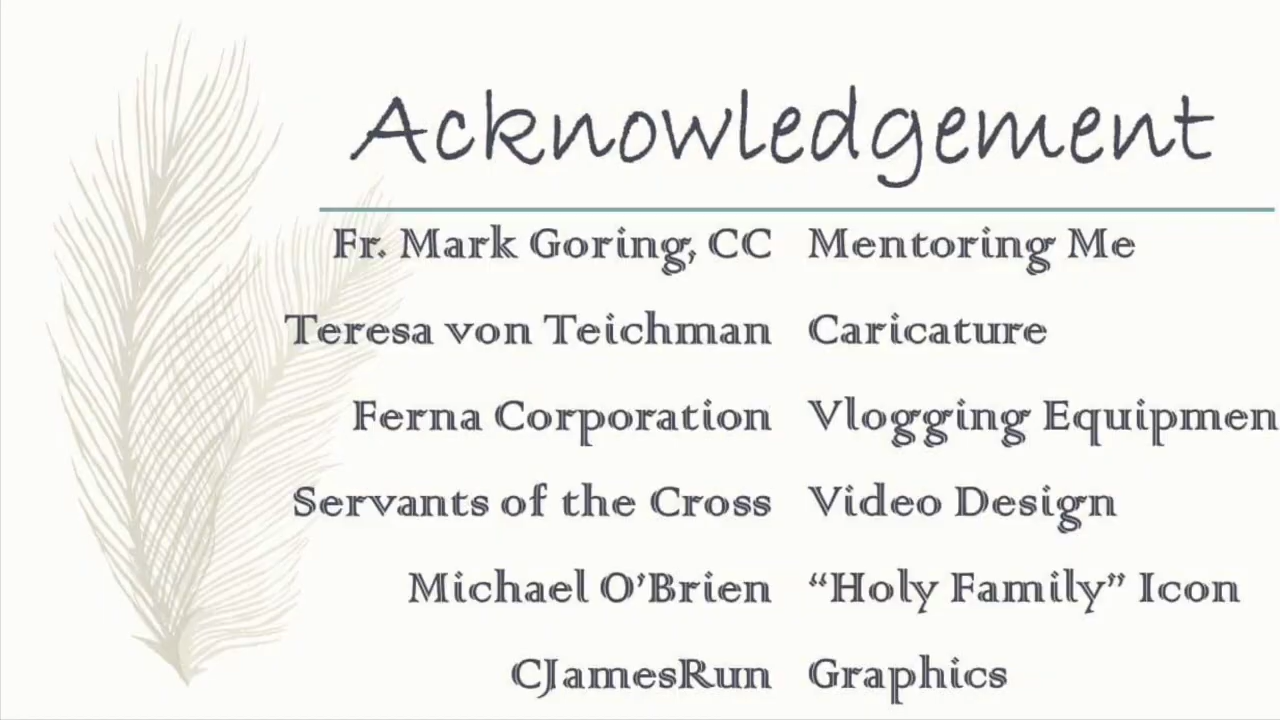 Acknowledgement
Fr. Mark Goring, CC Mentoring Me
Teresa von Teichman Caricature
Ferna Corporation Vlogging Equipmen
Servants of the Cross Video Design
Michael O’Brien “Holy Family” Icon
CJamesRun Graphics